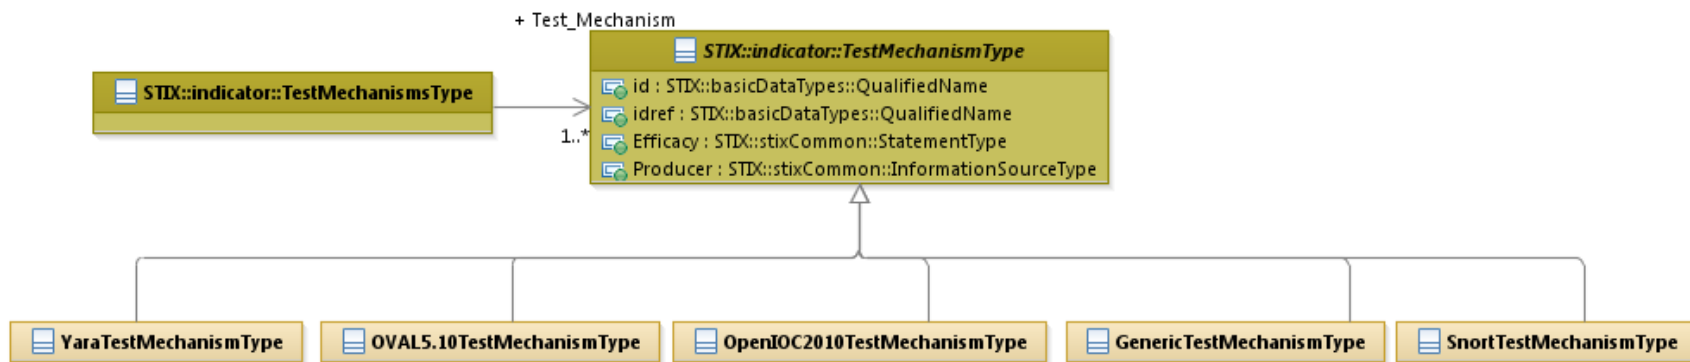 + Test_Mechanism
STIX::indicator::TestMechanismType
STIX::indicator::TestMechanismsType
id : STIX::basicDataTypes::QualifiedName
idref : STIX::basicDataTypes::QualifiedName
1..*
Efficacy : STIX::stixCommon::StatementType
Producer : STIX::stixCommon::InformationSourceType
YaraTestMechanismType
OVAL5.10TestMechanismType
OpenIOC2010TestMechanismType
GenericTestMechanismType
SnortTestMechanismType